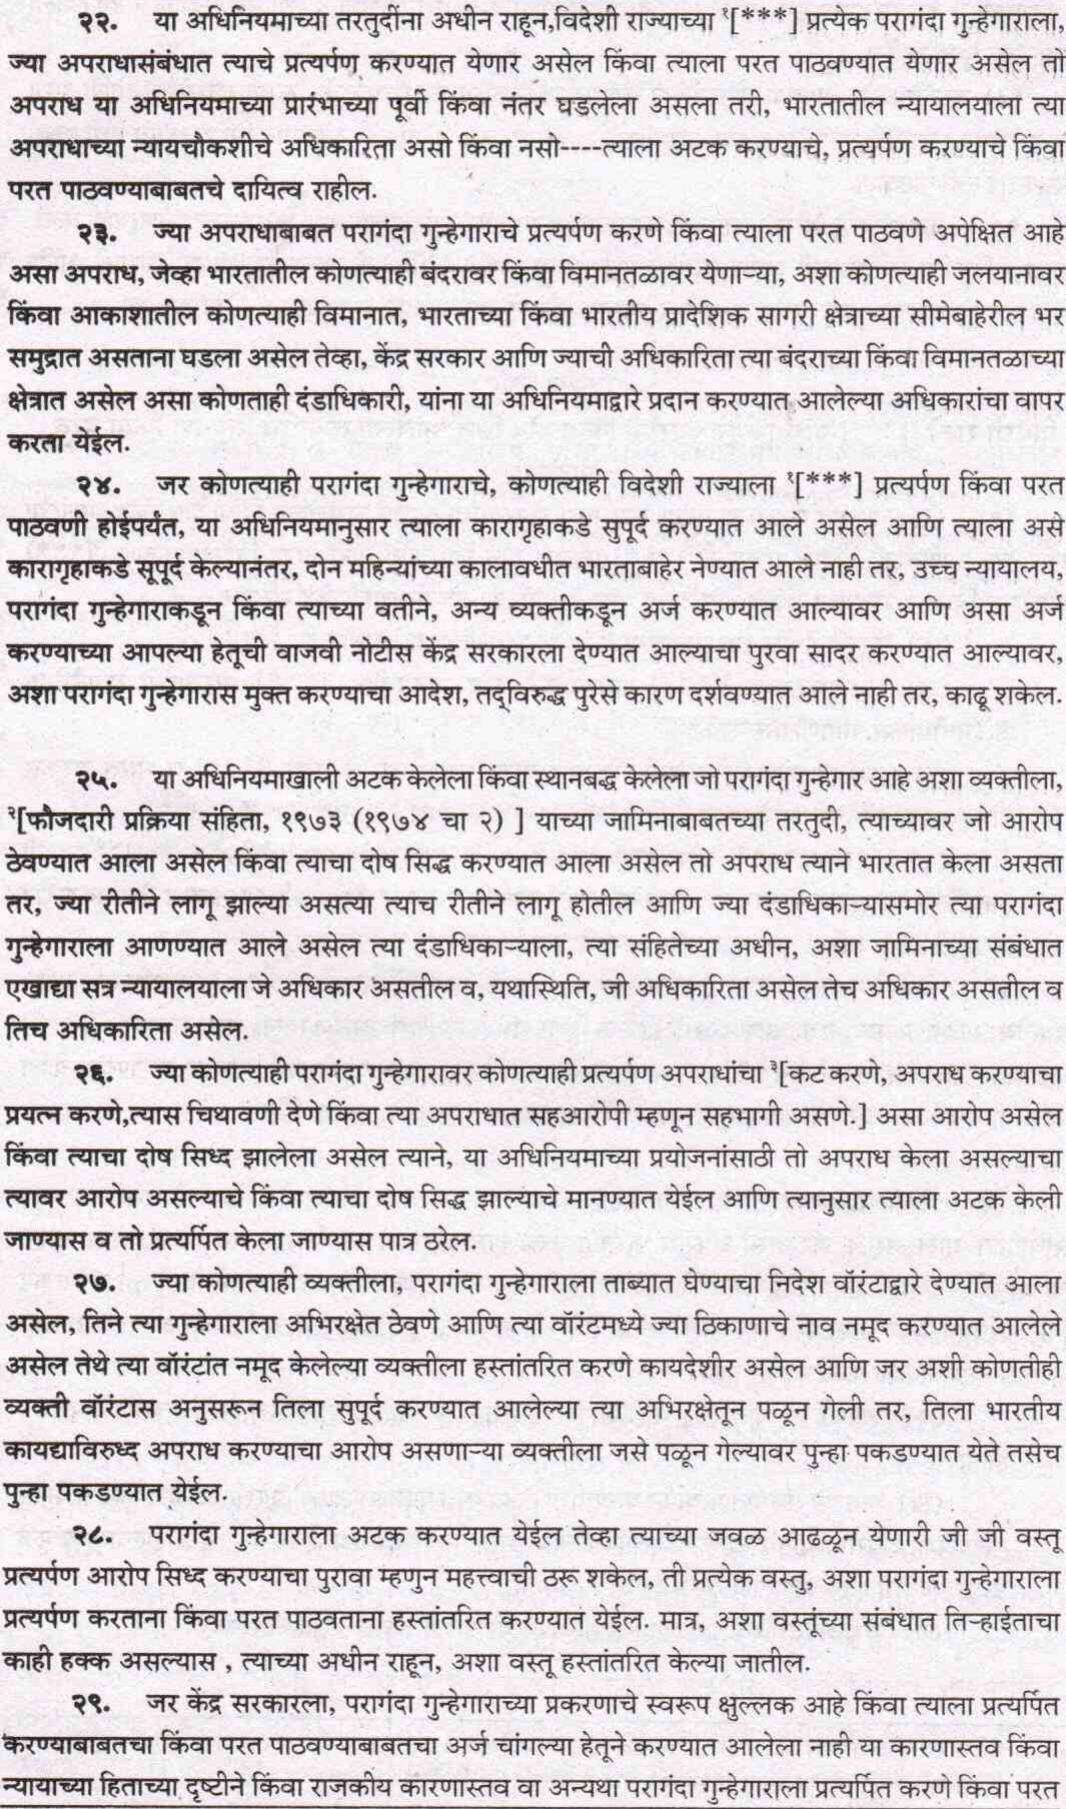 २२. या अधिनियमाच्या तरतुदींना अधीन राहून,विदेशी राज्याच्या १[***] प्रत्येक परागंदा गुन्हेगाराला,
ज्या अपराधासंबंधात त्याचे प्रत्यर्पण करण्यात येणार असेल किंवा त्याला परत पाठवण्यात येणार असेल तो
अपराध या अधिनियमाच्या प्रारंभाच्या पूर्वी किंवा नंतर घडलेला असला तरी, भारतातील न्यायालयाला त्या
अपराधाच्या न्यायचौकशीचे अधिकारिता असो किंवा नसो----त्याला अटक करण्याचे, प्रत्यर्पण करण्याचे किंवा
परत पाठवण्याबाबतचे दायित्व राहील.
२३. ज्या अपराधाबाबत परागंदा गुन्हेगाराचे प्रत्यर्पण करणे किंवा त्याला परत पाठवणे अपेक्षित आहे
असा अपराध, जेव्हा भारतातील कोणत्याही बंदरावर किंवा विमानतळावर येणाऱ्या, अशा कोणत्याही जलयानावर
किंवा आकाशातील कोणत्याही विमानात, भारताच्या किंवा भारतीय प्रादेशिक सागरी क्षेत्राच्या सीमेबाहेरील भर
समुद्रात असताना घडला असेल तेव्हा, केंद्र सरकार आणि ज्याची अधिकारिता त्या बंदराच्या किंवा विमानतळाच्या
क्षेत्रात असेल असा कोणताही दंडाधिकारी, यांना या अधिनियमाद्वारे प्रदान करण्यात आलेल्या अधिकारांचा वापर
करता येईल.
२४. जर कोणत्याही परागंदा गुन्हेगाराचे, कोणत्याही विदेशी राज्याला १[***] प्रत्यर्पण किंवा परत
पाठवणी होईपर्यंत, या अधिनियमानुसार त्याला कारागृहाकडे सुपूर्द करण्यात आले असेल आणि त्याला असे
कारागृहाकडे सूपूर्द केल्यानंतर, दोन महिन्यांच्या कालावधीत भारताबाहेर नेण्यात आले नाही तर, उच्च न्यायालय,
परागंदा गुन्हेगाराकडून किंवा त्याच्या वतीने, अन्य व्यक्तीकडून अर्ज करण्यात आल्यावर आणि असा अर्ज
करण्याच्या आपल्या हेतूची वाजवी नोटीस केंद्र सरकारला देण्यात आल्याचा पुरवा सादर करण्यात आल्यावर,
अशा परागंदा गुन्हेगारास मुक्त करण्याचा आदेश, तद्विरुद्ध पुरेसे कारण दर्शवण्यात आले नाही तर, काढू शकेल.
२५. या अधिनियमाखाली अटक केलेला किंवा स्थानबद्ध केलेला जो परागंदा गुन्हेगार आहे अशा व्यक्तीला,
२[फौजदारी प्रक्रिया संहिता, १९७३ (१९७४ चा २) ] याच्या जामिनाबाबतच्या तरतुदी, त्याच्यावर जो आरोप
ठेवण्यात आला असेल किंवा त्याचा दोष सिद्ध करण्यात आला असेल तो अपराध त्याने भारतात केला असता
तर, ज्या रीतीने लागू झाल्या असत्या त्याच रीतीने लागू होतील आणि ज्या दंडाधिकाऱ्यासमोर त्या परागंदा
गुन्हेगाराला आणण्यात आले असेल त्या दंडाधिकाऱ्याला, त्या संहितेच्या अधीन, अशा जामिनाच्या संबंधात
एखाद्या सत्र न्यायालयाला जे अधिकार असतील व, यथास्थिति, जी अधिकारिता असेल तेच अधिकार असतील व
तिच अधिकारिता असेल.
२६. ज्या कोणत्याही परागंदा गुन्हेगारावर कोणत्याही प्रत्यर्पण अपराधांचा ३[कट करणे, अपराध करण्याचा
प्रयत्न करणे,त्यास चिथावणी देणे किंवा त्या अपराधात सहआरोपी म्हणून सहभागी असणे.] असा आरोप असेल
किंवा त्याचा दोष सिध्द झालेला असेल त्याने, या अधिनियमाच्या प्रयोजनांसाठी तो अपराध केला असल्याचा
त्यावर आरोप असल्याचे किंवा त्याचा दोष सिद्ध झाल्याचे मानण्यात येईल आणि त्यानुसार त्याला अटक केली
जाण्यास व तो प्रत्यर्पित केला जाण्यास पात्र ठरेल.
२७. ज्या कोणत्याही व्यक्तीला, परागंदा गुन्हेगाराला ताब्यात घेण्याचा निदेश वॉरंटाद्वारे देण्यात आला
असेल, तिने त्या गुन्हेगाराला अभिरक्षेत ठेवणे आणि त्या वॉरंटमध्ये ज्या ठिकाणाचे नाव नमूद करण्यात आलेले
असेल तेथे त्या वॉरंटांत नमूद केलेल्या व्यक्तीला हस्तांतरित करणे कायदेशीर असेल आणि जर अशी कोणतीही
व्यक्ती वॉरंटास अनुसरून तिला सुपूर्द करण्यात आलेल्या त्या अभिरक्षेतून पळून गेली तर, तिला भारतीय
कायद्याविरुध्द अपराध करण्याचा आरोप असणाऱ्या व्यक्तीला जसे पळून गेल्यावर पुन्हा पकडण्यात येते तसेच
पुन्हा पकडण्यात येईल.
२८. परागंदा गुन्हेगाराला अटक करण्यात येईल तेव्हा त्याच्या जवळ आढळून येणारी जी जी वस्तू
प्रत्यर्पण आरोप सिध्द करण्याचा पुरावा म्हणुन महत्त्वाची ठरू शकेल, ती प्रत्येक वस्तु, अशा परागंदा गुन्हेगाराला
प्रत्यर्पण करताना किंवा परत पाठवताना हस्तांतरित करण्यात येईल. मात्र, अशा वस्तूंच्या संबंधात तिऱ्हाईताचा
काही हक्क असल्यास , त्याच्या अधीन राहून, अशा वस्तू हस्तांतरित केल्या जातील.
२९. जर केंद्र सरकारला, परागंदा गुन्हेगाराच्या प्रकरणाचे स्वरूप क्षुल्लक आहे किंवा त्याला प्रत्यर्पित
करण्याबाबतचा किंवा परत पाठवण्याबाबतचा अर्ज चांगल्या हेतूने करण्यात आलेला नाही या कारणास्तव किंवा
न्यायाच्या हिताच्या दृष्टीने किंवा राजकीय कारणास्तव वा अन्यथा परागंदा गुन्हेगाराला प्रत्यर्पित करणे किंवा परत